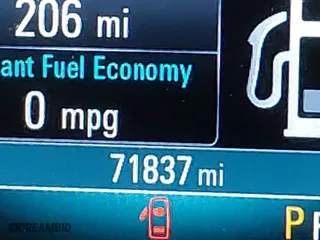 206 mi
ant Fuel Economy
0 mpg
71837 mi
P